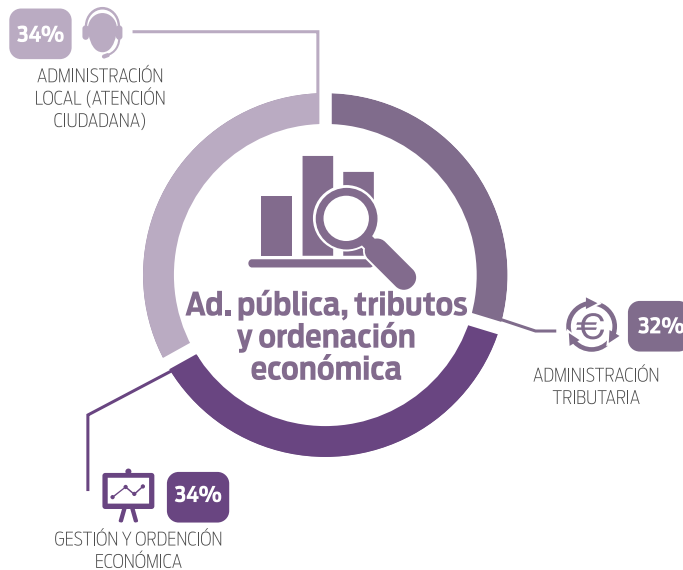 34%
ADMINISTRACIÓN
LOCAL (ATENCIÓN
CIUDADANA)
Ad. pública, tributos
y ordenación
económica
€
32%
ADMINISTRACIÓN
TRIBUTARIA
34%
GESTIÓN Y ORDENCIÓN
ECONÓMICA